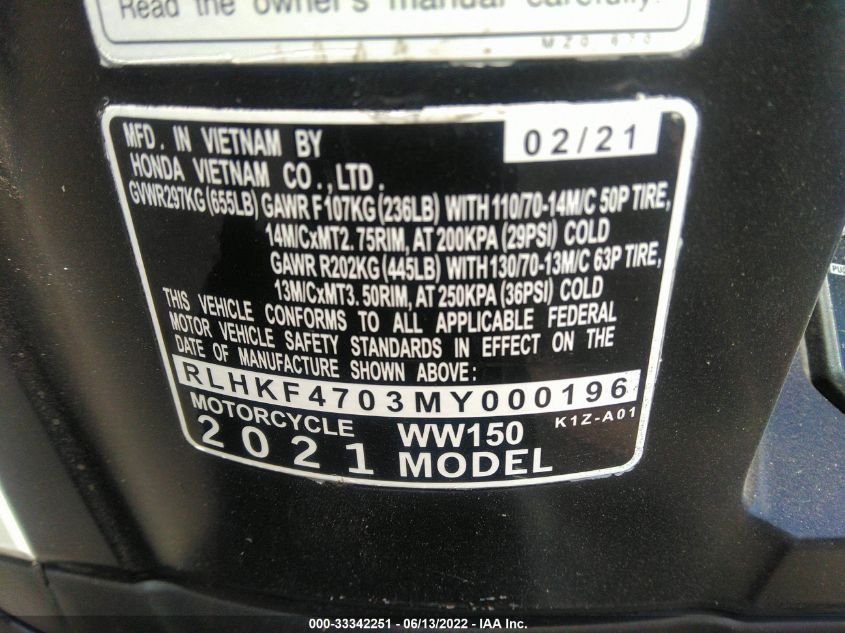 Read the owner's manual carefully.
MZ0 670
MFD. IN VIETNAM BY 02/21
HONDA VIETNAM CO.,LTD.
GVWR297KG (655LB) GAWR F107KG (236LB) WITH 110/70-14M/C 50P TIRE,
14M/CxMT2.75RIM, AT 200KPA (29PSI) COLD
GAWR R202KG (445LB) WITH 130/70-13M/C 63P TIRE,
13M/CxMT3.50RIM, AT 250KPA (36PSI) COLD
THIS VEHICLE CONFORMS TO ALL APPLICABLE FEDERAL
MOTOR VEHICLE SAFETY STANDARDS IN EFFECT ON THE
DATE OF MANUFACTURE SHOWN ABOVE:
RLHKF4703MY000196
MOTORCYCLE WW150 K1Z-A01
2021 MODEL
000-33342251 - 06/13/2022 - IAA Inc.